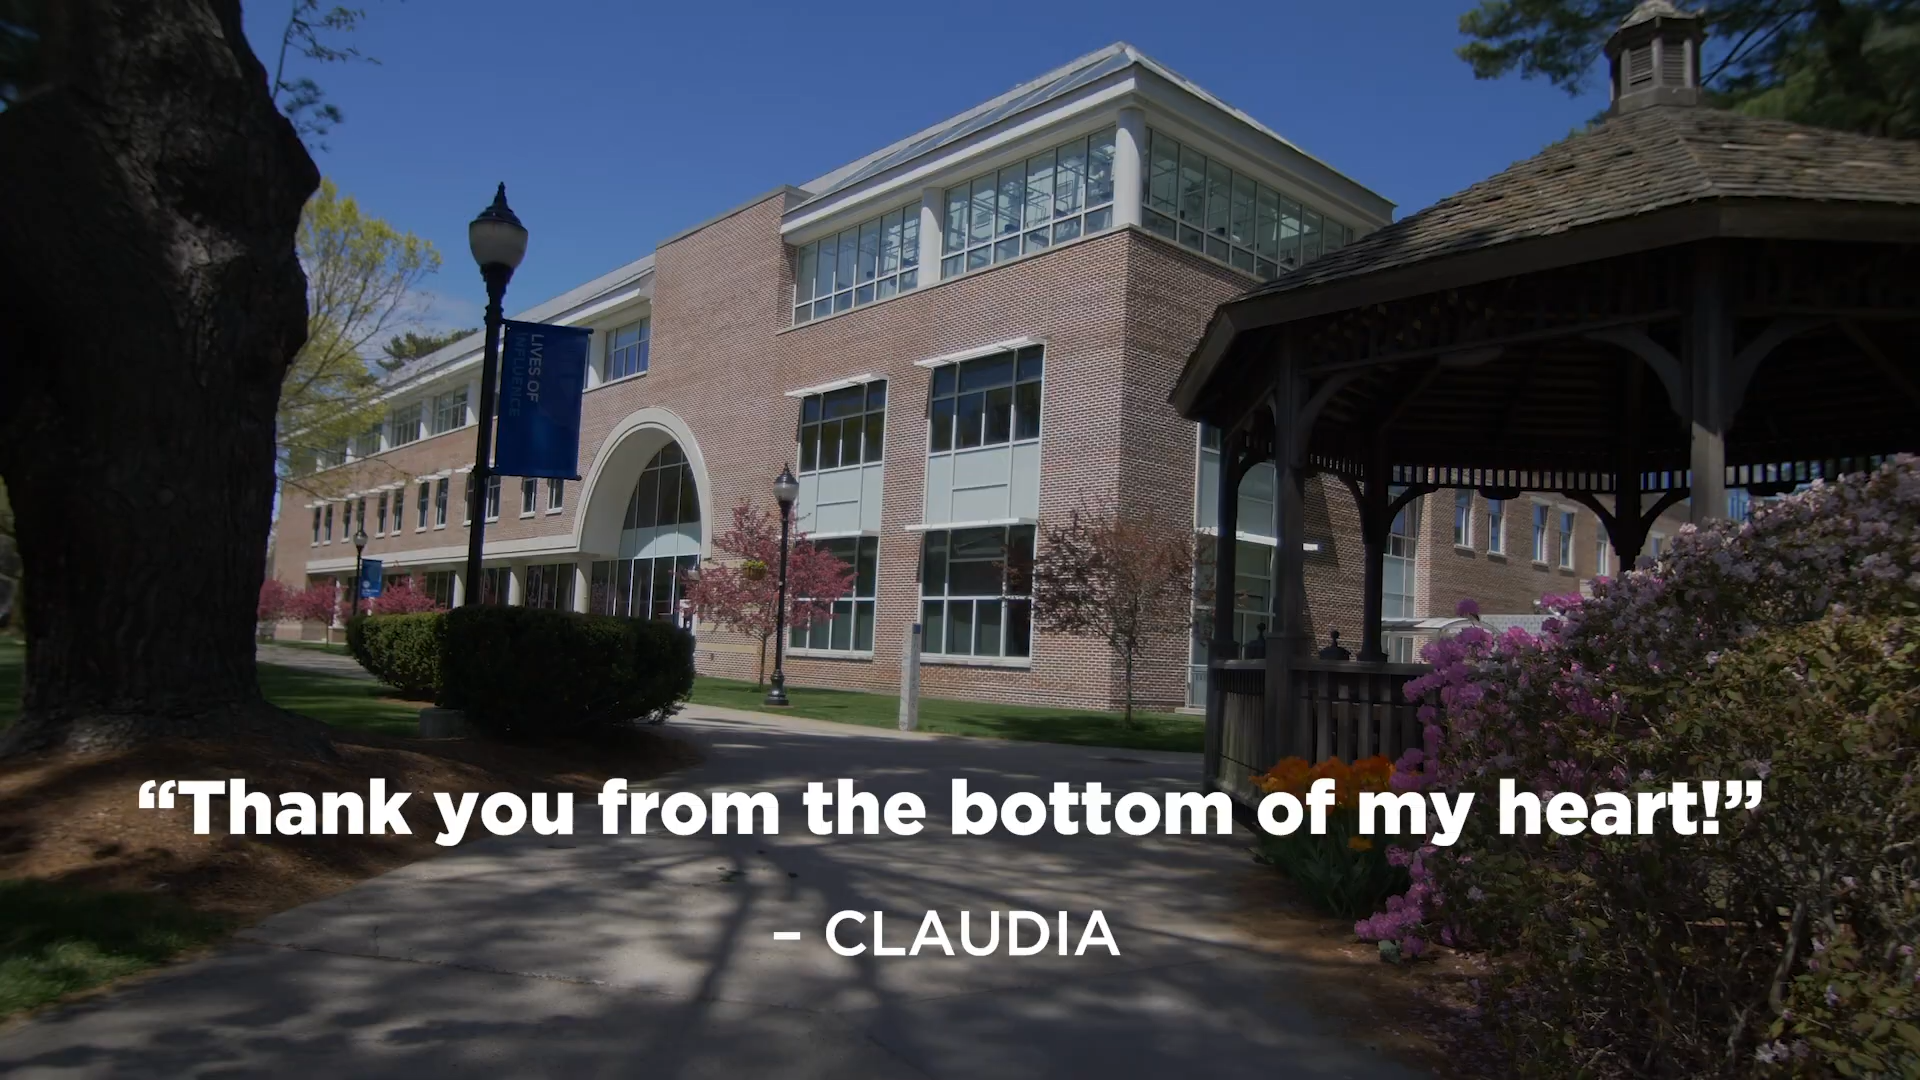 LIVES OF
INFLUENCE
“Thank you from the bottom of my heart!”
– CLAUDIA